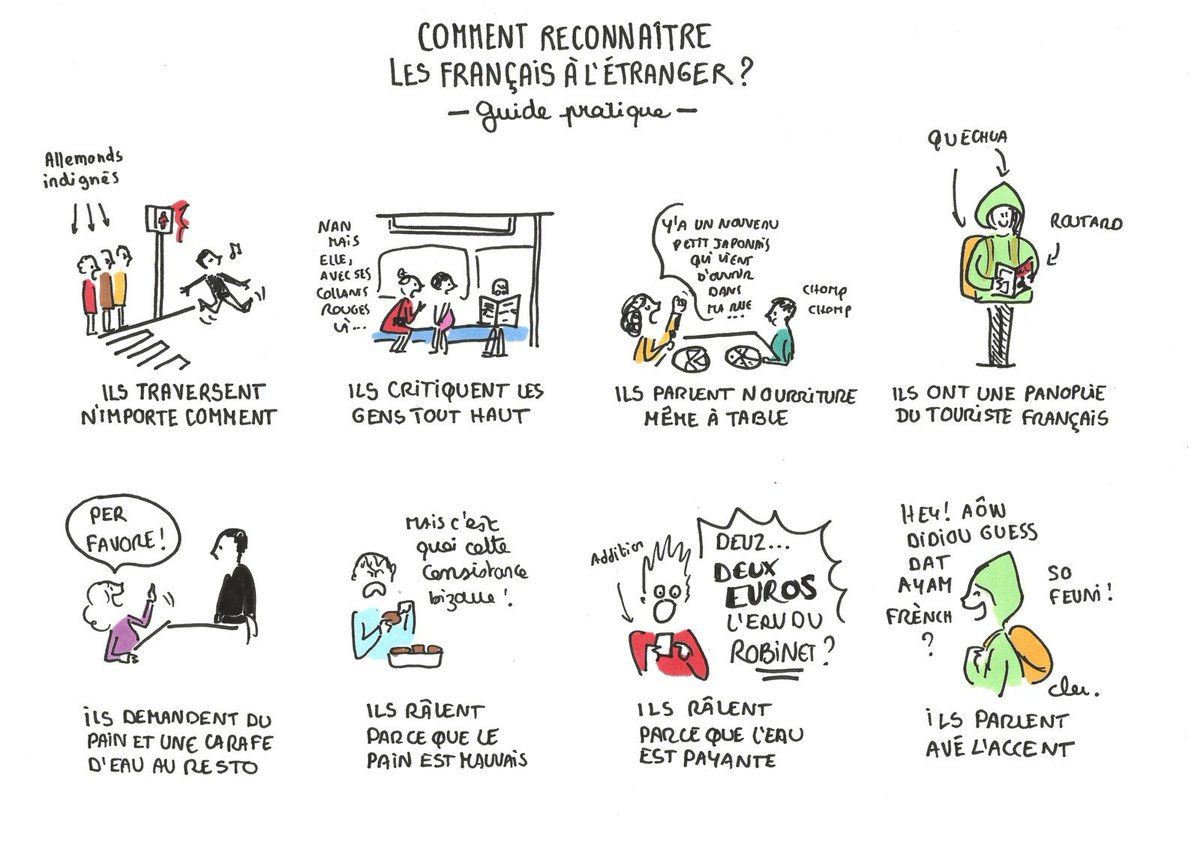 COMMENT RECONNAÎTRE
LES FRANÇAIS À L'ÉTRANGER ?
— guide pratique —
Allemands
indignés
ILS TRAVERSENT
N'IMPORTE COMMENT
NAN
MAIS
ELLE,
AVEC SES
COLLANTS
ROUGES
LÀ...
ILS CRITIQUENT LES
GENS TOUT HAUT
Y'A UN NOUVEAU
PETIT JAPONAIS
QUI VIENT
D'OUVRIR
DANS
MA RUE
...
CHOMP
CHOMP
ILS PARLENT NOURRITURE
MÊME À TABLE
QUECHUA
ROUTARD
ILS ONT UNE PANOPLIE
DU TOURISTE FRANÇAIS
PER
FAVORE !
ILS DEMANDENT DU
PAIN ET UNE CARAFE
D'EAU AU RESTO
MAIS c'est
quoi cette
consistance
bizarre !
ILS RÂLENT
PARCE QUE LE
PAIN EST MAUVAIS
Addition
DEUZ...
DEUX
EUROS
L'EAU DU
ROBINET ?
ILS RÂLENT
PARCE QUE L'EAU
EST PAYANTE
HEY ! AÔW
DIDIOU GUESS
DAT
AYAM
FRÈNCH
?
SO
FEUNI !
cleu.
ILS PARLENT
AVÉ L'ACCENT